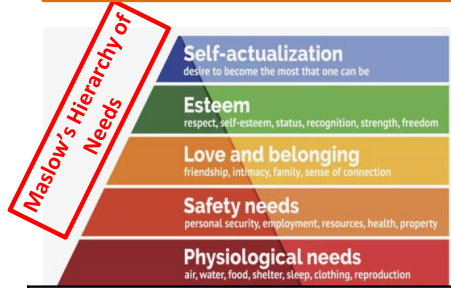 Maslow's Hierarchy of
Needs
Self-actualization
desire to become the most that one can be
Esteem
respect, self-esteem, status, recognition, strength, freedom
Love and belonging
friendship, intimacy, family, sense of connection
Safety needs
personal security, employment, resources, health, property
Physiological needs
air, water, food, shelter, sleep, clothing, reproduction